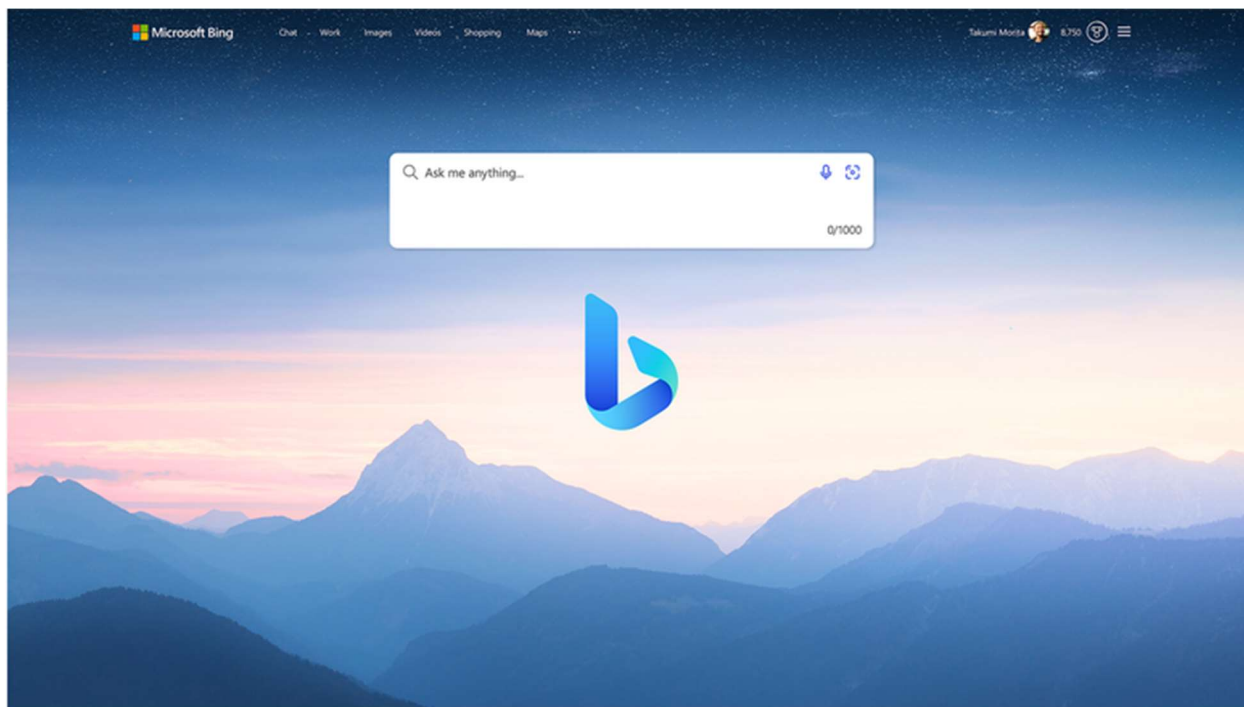 Microsoft Bing Chat Work Images Videos Shopping Maps ... Takumi Morita 8,750
Ask me anything...
0/1000